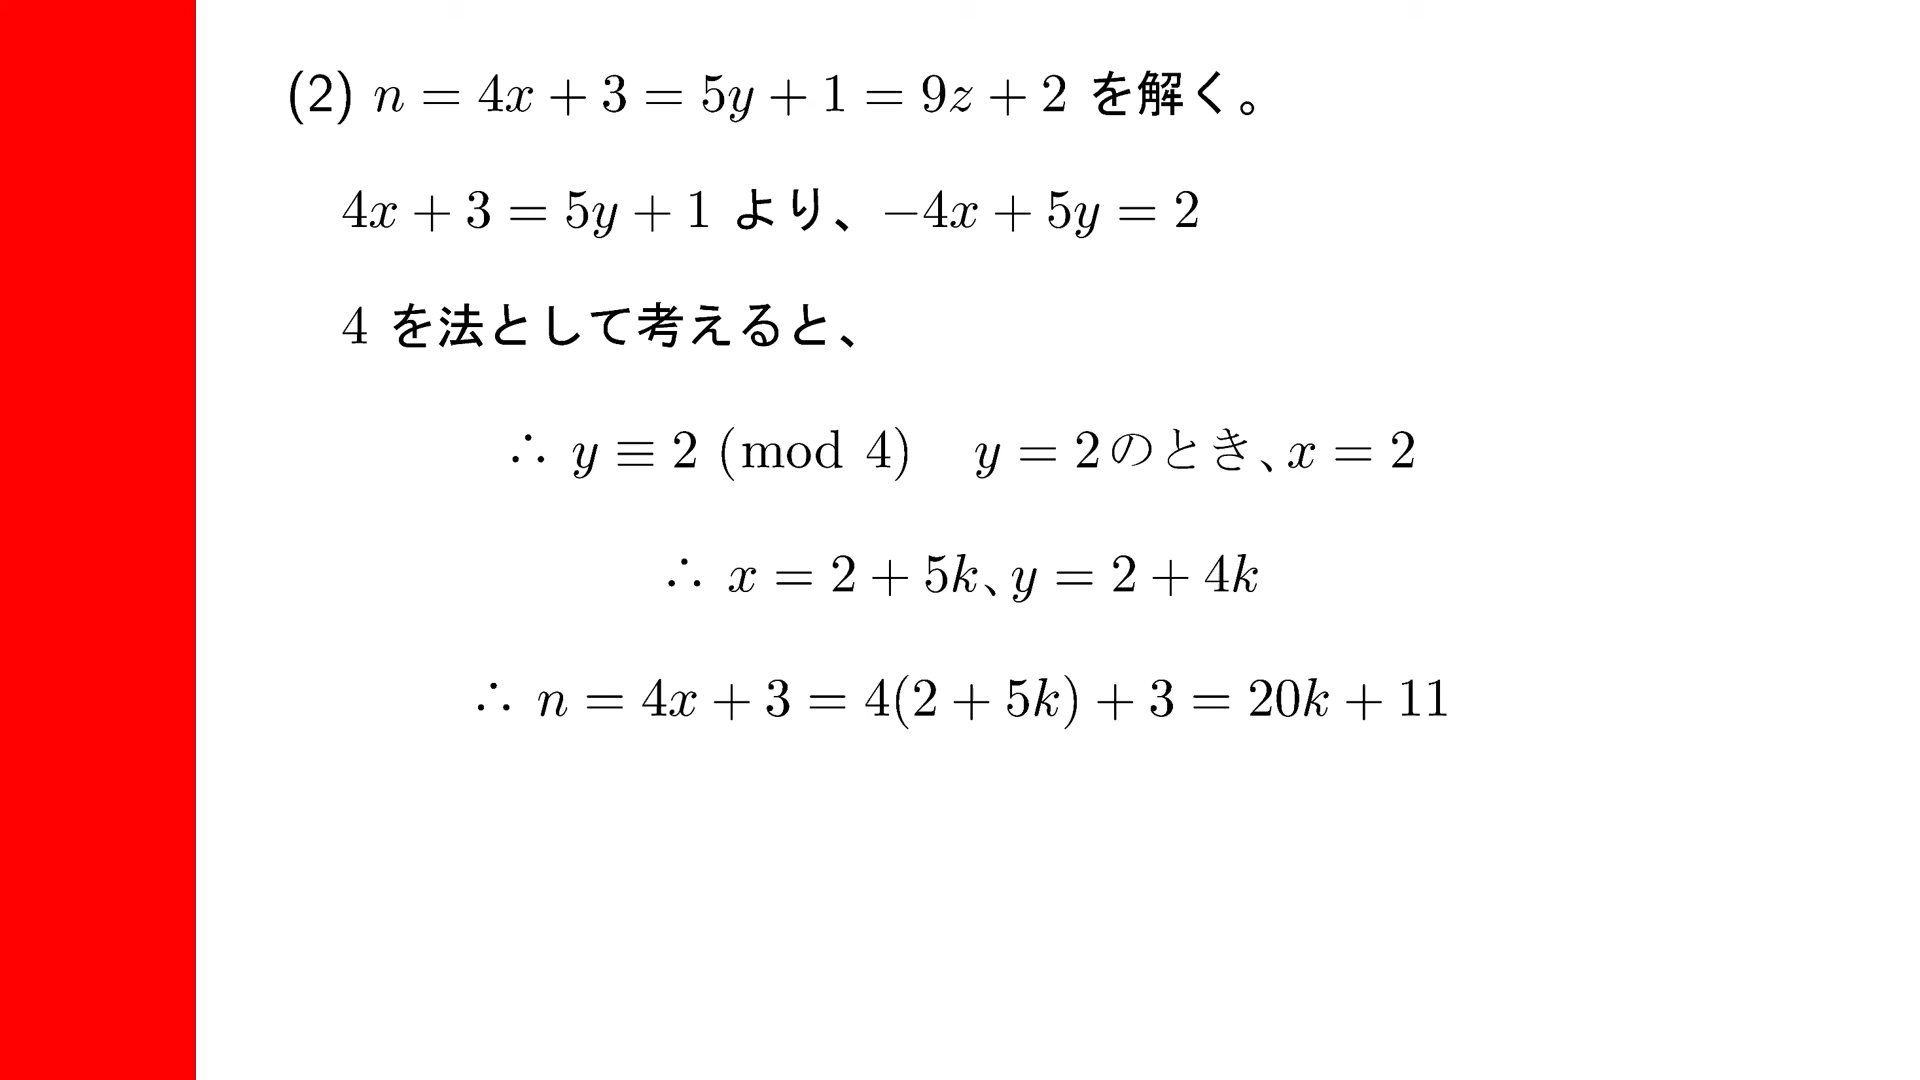 (2) n = 4x + 3 = 5y + 1 = 9z + 2 を解く。
4x + 3 = 5y + 1 より、−4x + 5y = 2
4 を法として考えると、
∴ y ≡ 2 (mod 4) y = 2のとき、x = 2
∴ x = 2 + 5k、y = 2 + 4k
∴ n = 4x + 3 = 4(2 + 5k) + 3 = 20k + 11